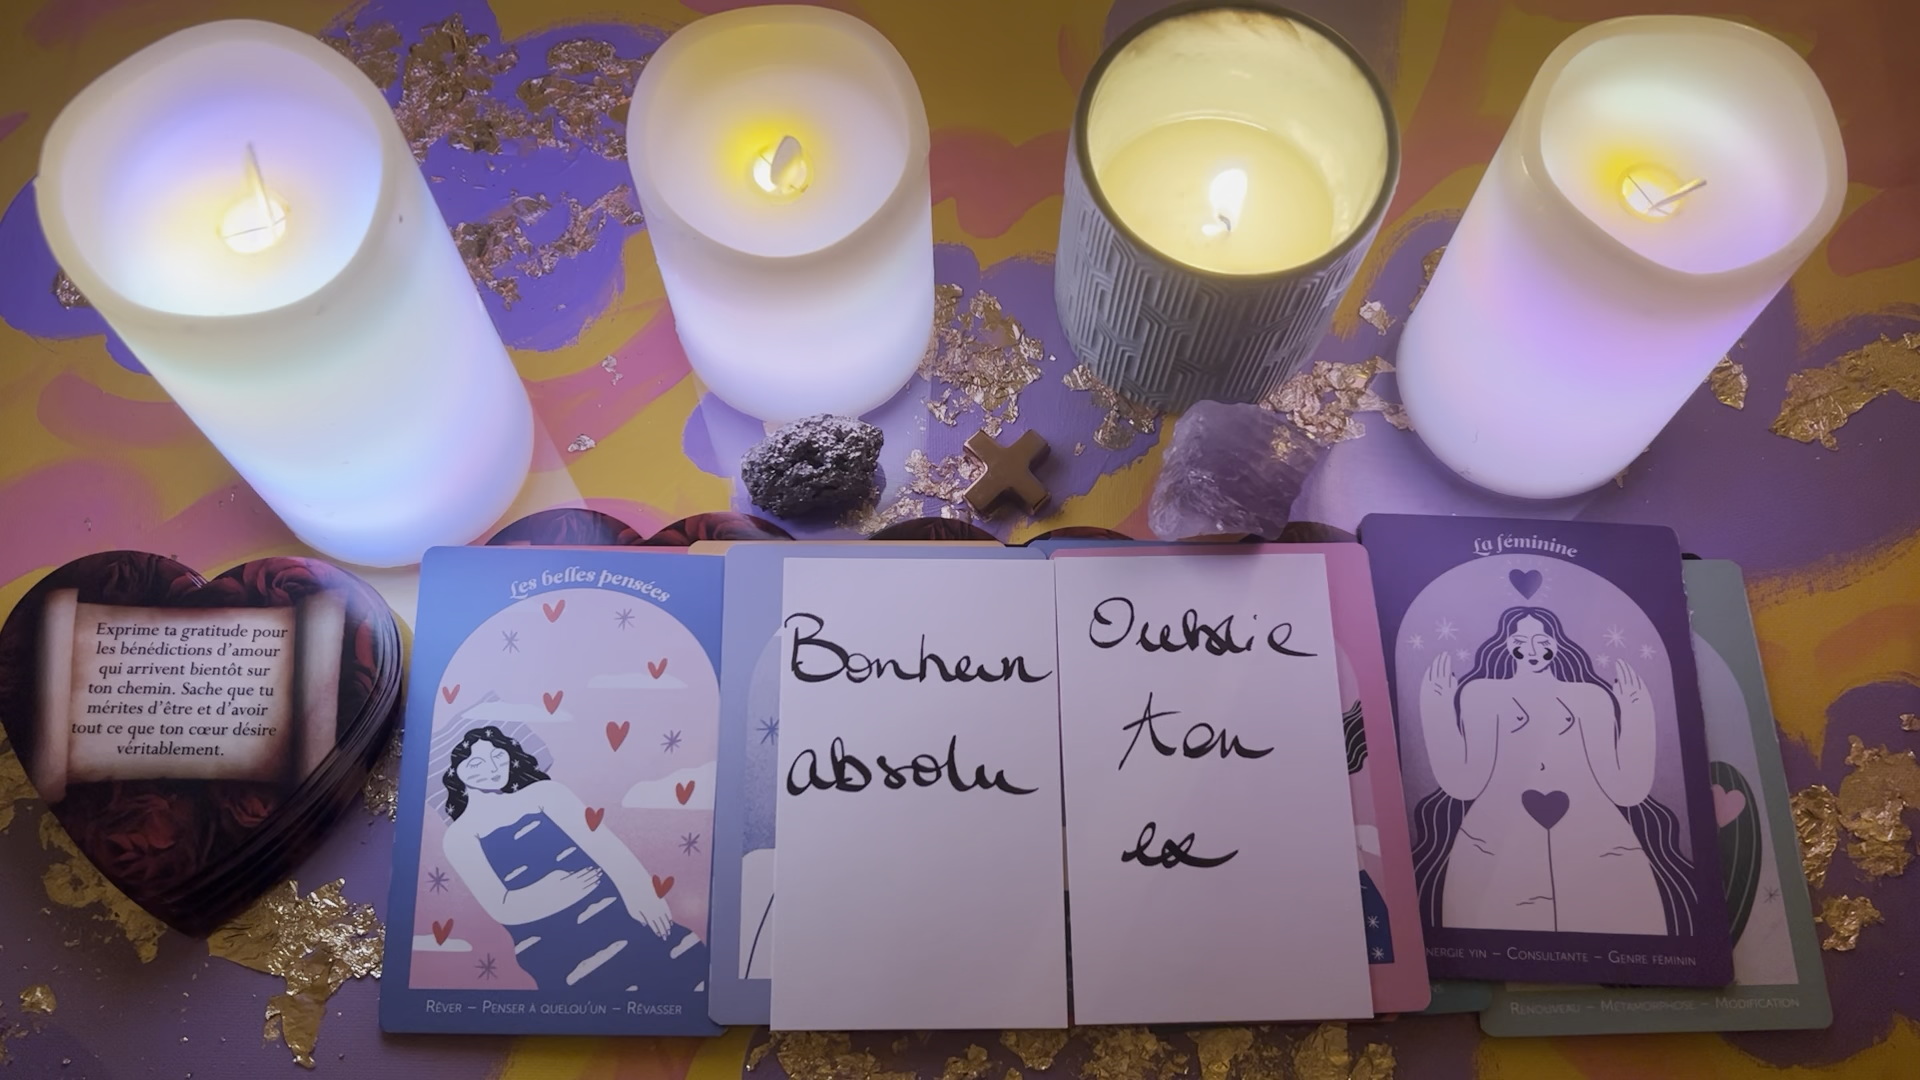 Exprime ta gratitude pour
les bénédictions d'amour
qui arrivent bientôt sur
ton chemin. Sache que tu
mérites d'être et d'avoir
tout ce que ton cœur désire
véritablement.
Les belles pensées
RÊVER – PENSER À QUELQU'UN – RÊVASSER
Bonheur
absolu
Oublie
ton
ex
La féminine
NERGIE YIN – CONSULTANTE – GENRE FÉMININ
RENOUVEAU – MÉTAMORPHOSE – MODIFICATION